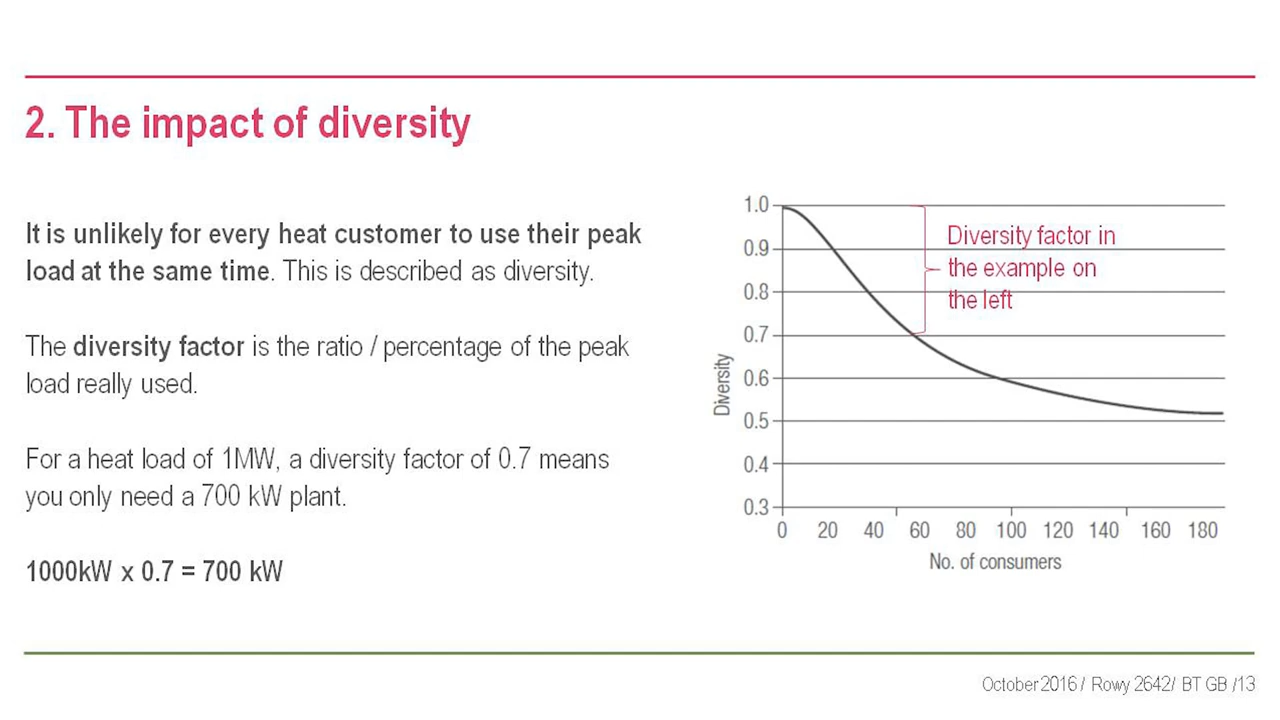 2. The impact of diversity
It is unlikely for every heat customer to use their peak
load at the same time. This is described as diversity.
The diversity factor is the ratio / percentage of the peak
load really used.
For a heat load of 1MW, a diversity factor of 0.7 means
you only need a 700 kW plant.
1000kW x 0.7 = 700 kW
1.0
0.9
0.8
0.7
0.6
0.5
0.4
0.3
Diversity
Diversity factor in
the example on
the left
0 20 40 60 80 100 120 140 160 180
No. of consumers
October 2016 / Rowy 2642/ BT GB /13